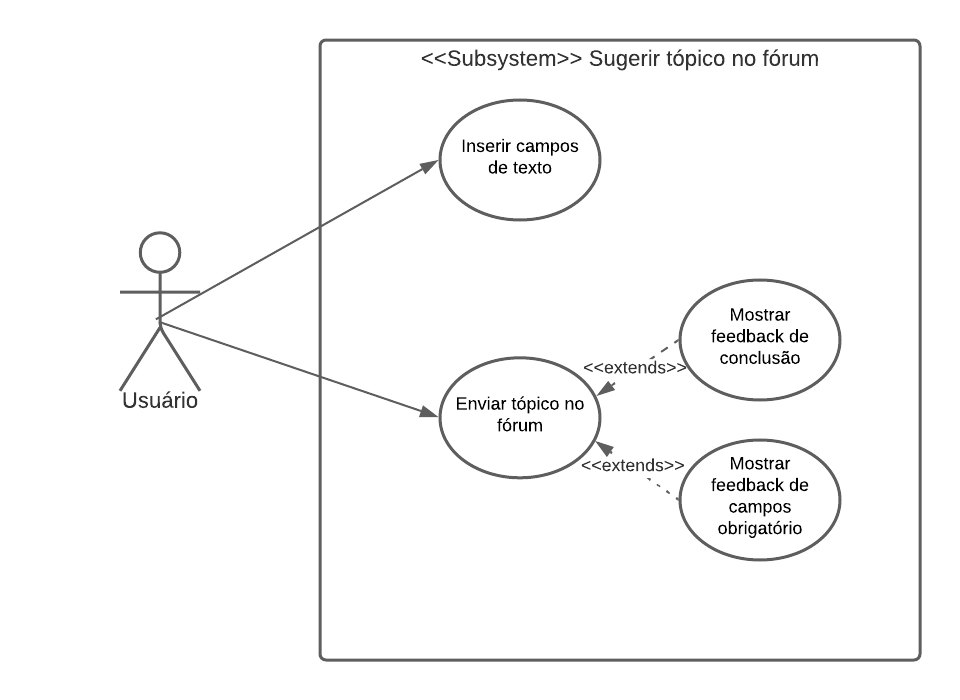 <<Subsystem>> Sugerir tópico no fórum
Inserir campos
de texto
Usuário
Enviar tópico no
fórum
<<extends>>
Mostrar
feedback de
conclusão
<<extends>>
Mostrar
feedback de
campos
obrigatório